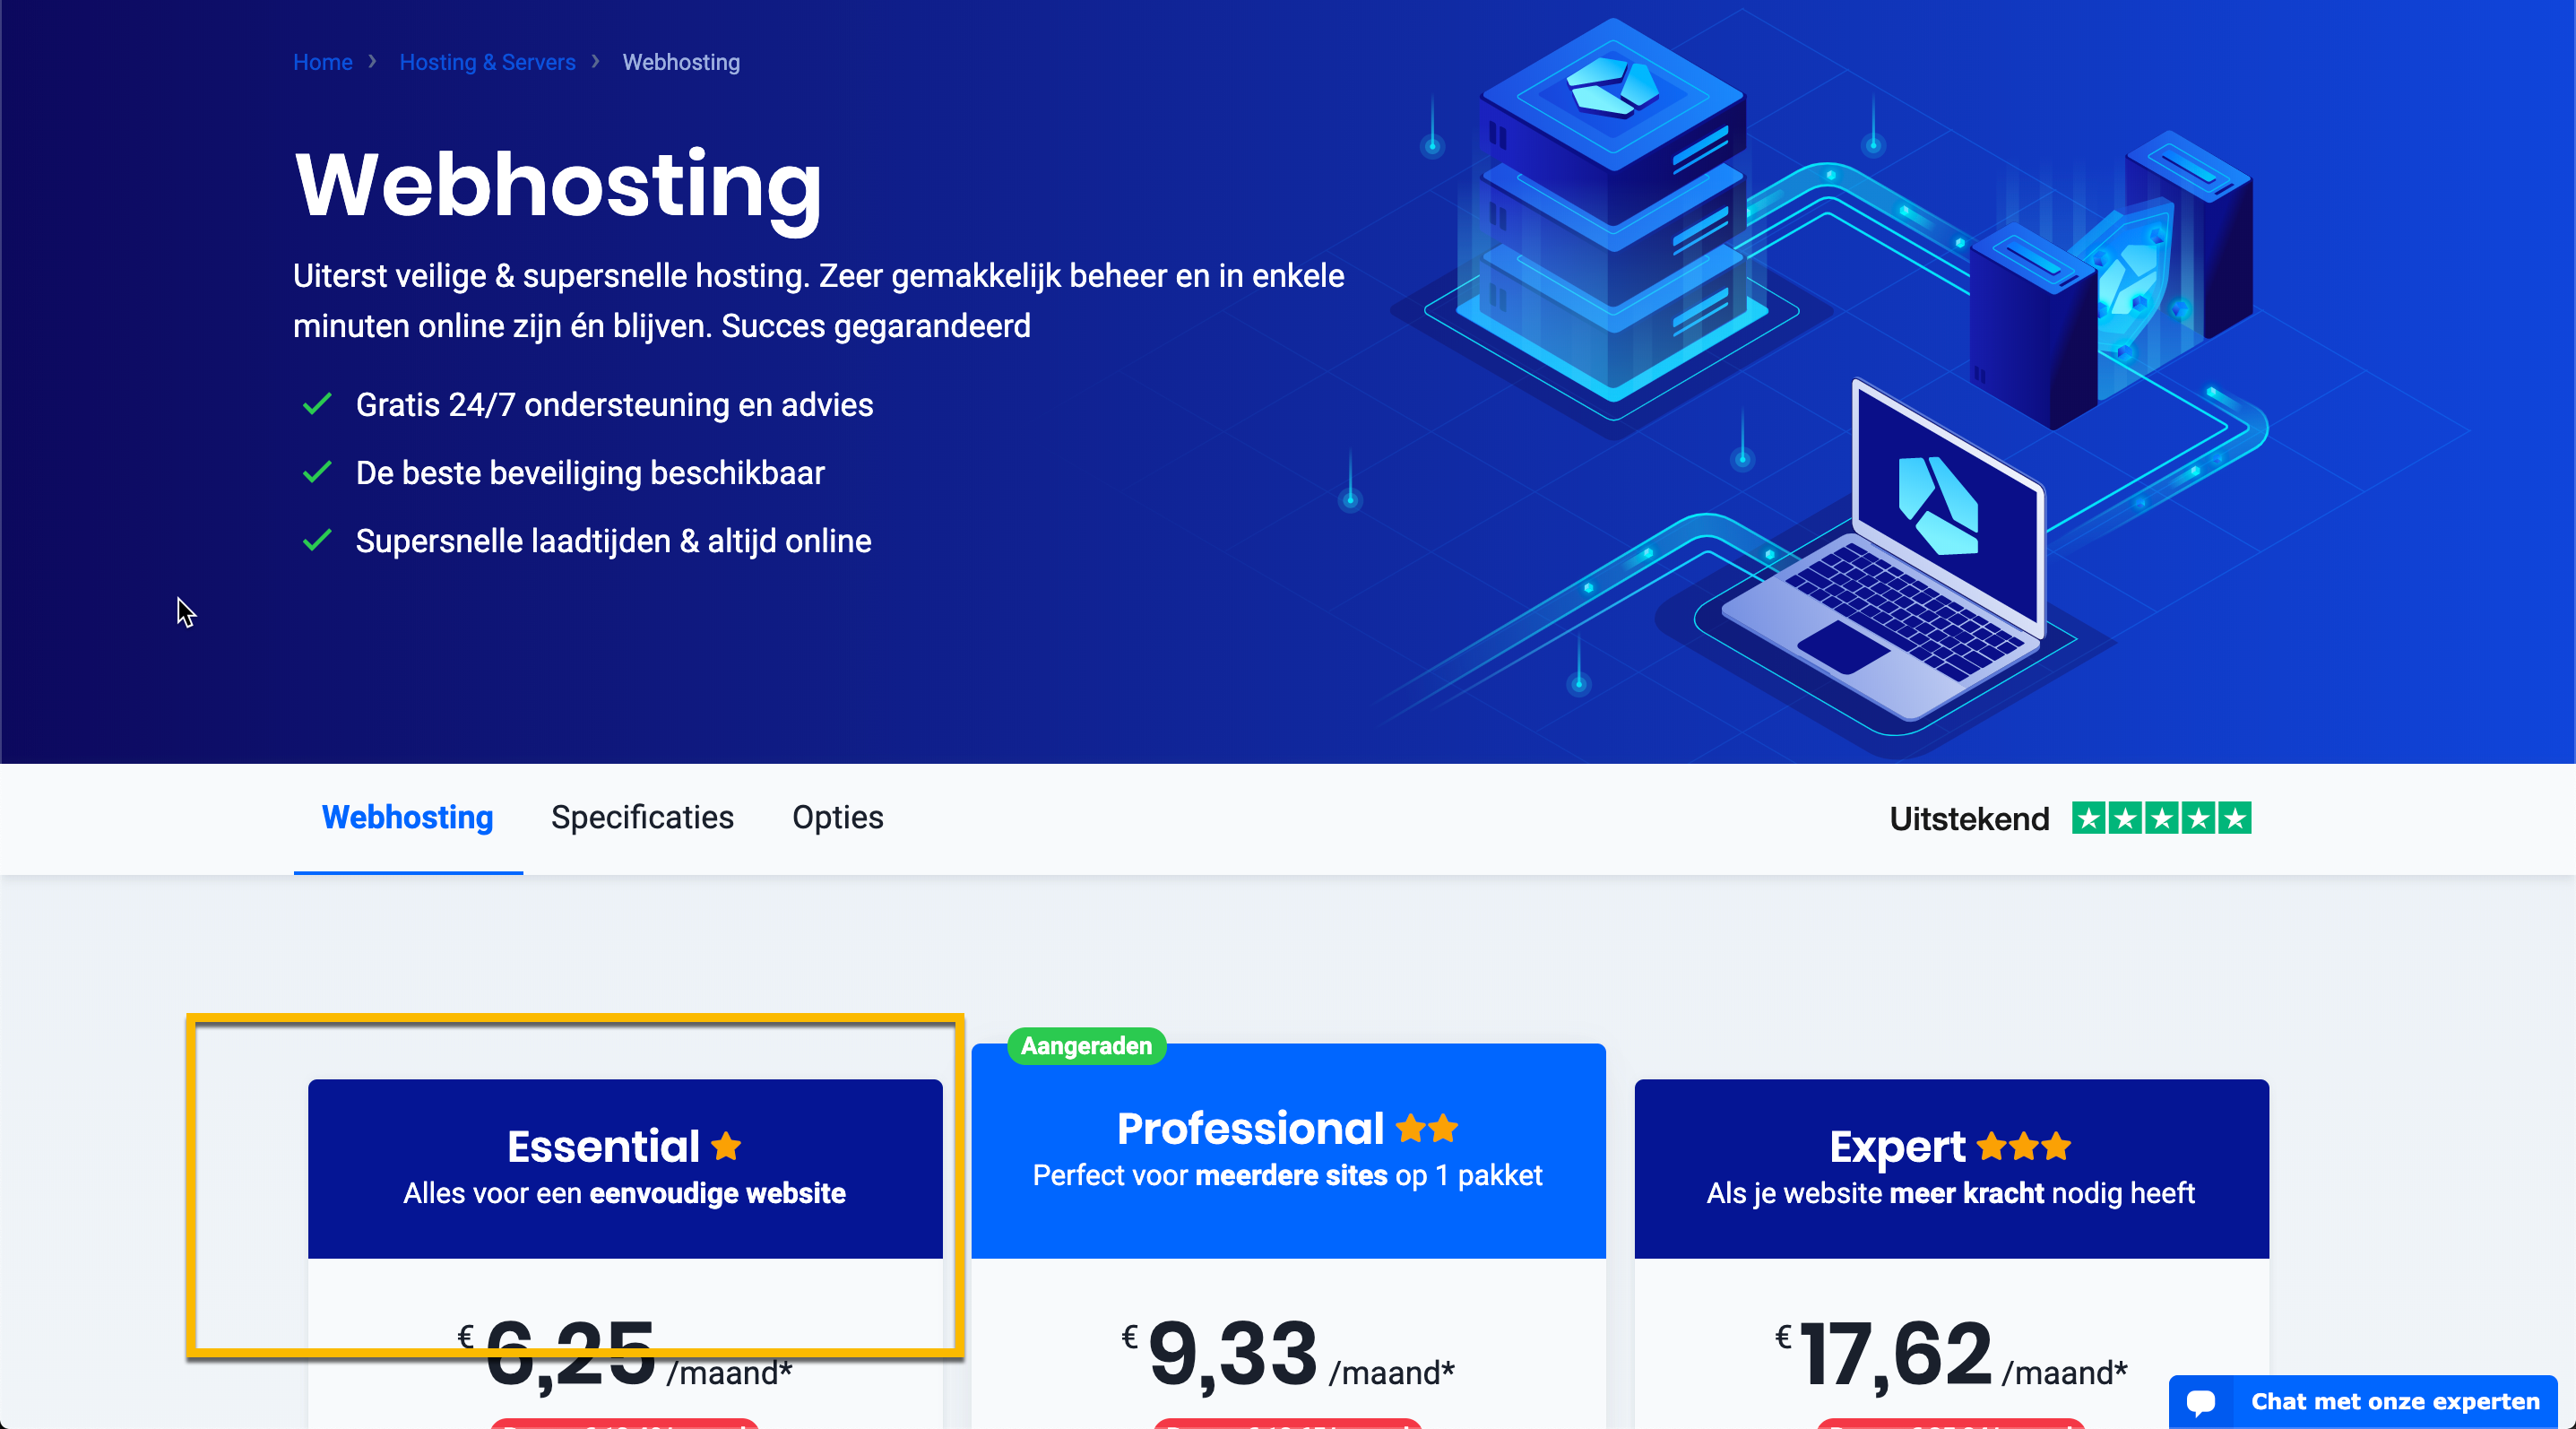 Home › Hosting & Servers › Webhosting
Webhosting
Uiterst veilige & supersnelle hosting. Zeer gemakkelijk beheer en in enkele
minuten online zijn én blijven. Succes gegarandeerd
Gratis 24/7 ondersteuning en advies
De beste beveiliging beschikbaar
Supersnelle laadtijden & altijd online
Webhosting Specificaties Opties Uitstekend
Essential
Alles voor een eenvoudige website
€ 6,25 /maand*
Aangeraden
Professional
Perfect voor meerdere sites op 1 pakket
€ 9,33 /maand*
Expert
Als je website meer kracht nodig heeft
€ 17,62 /maand*
Chat met onze experten